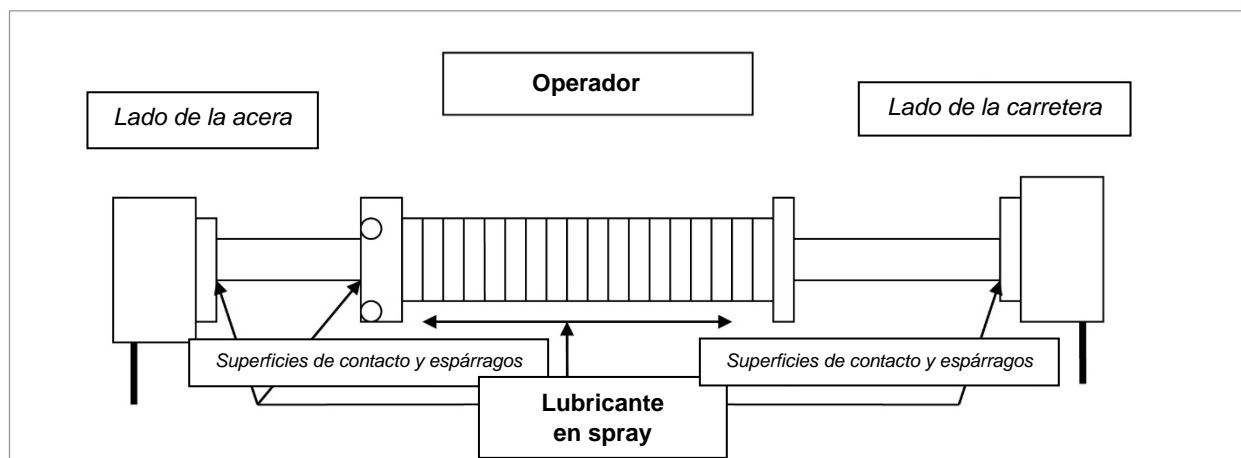 Operador
Lado de la acera
Lado de la carretera
Superficies de contacto y espárragos
Superficies de contacto y espárragos
Lubricante
en spray